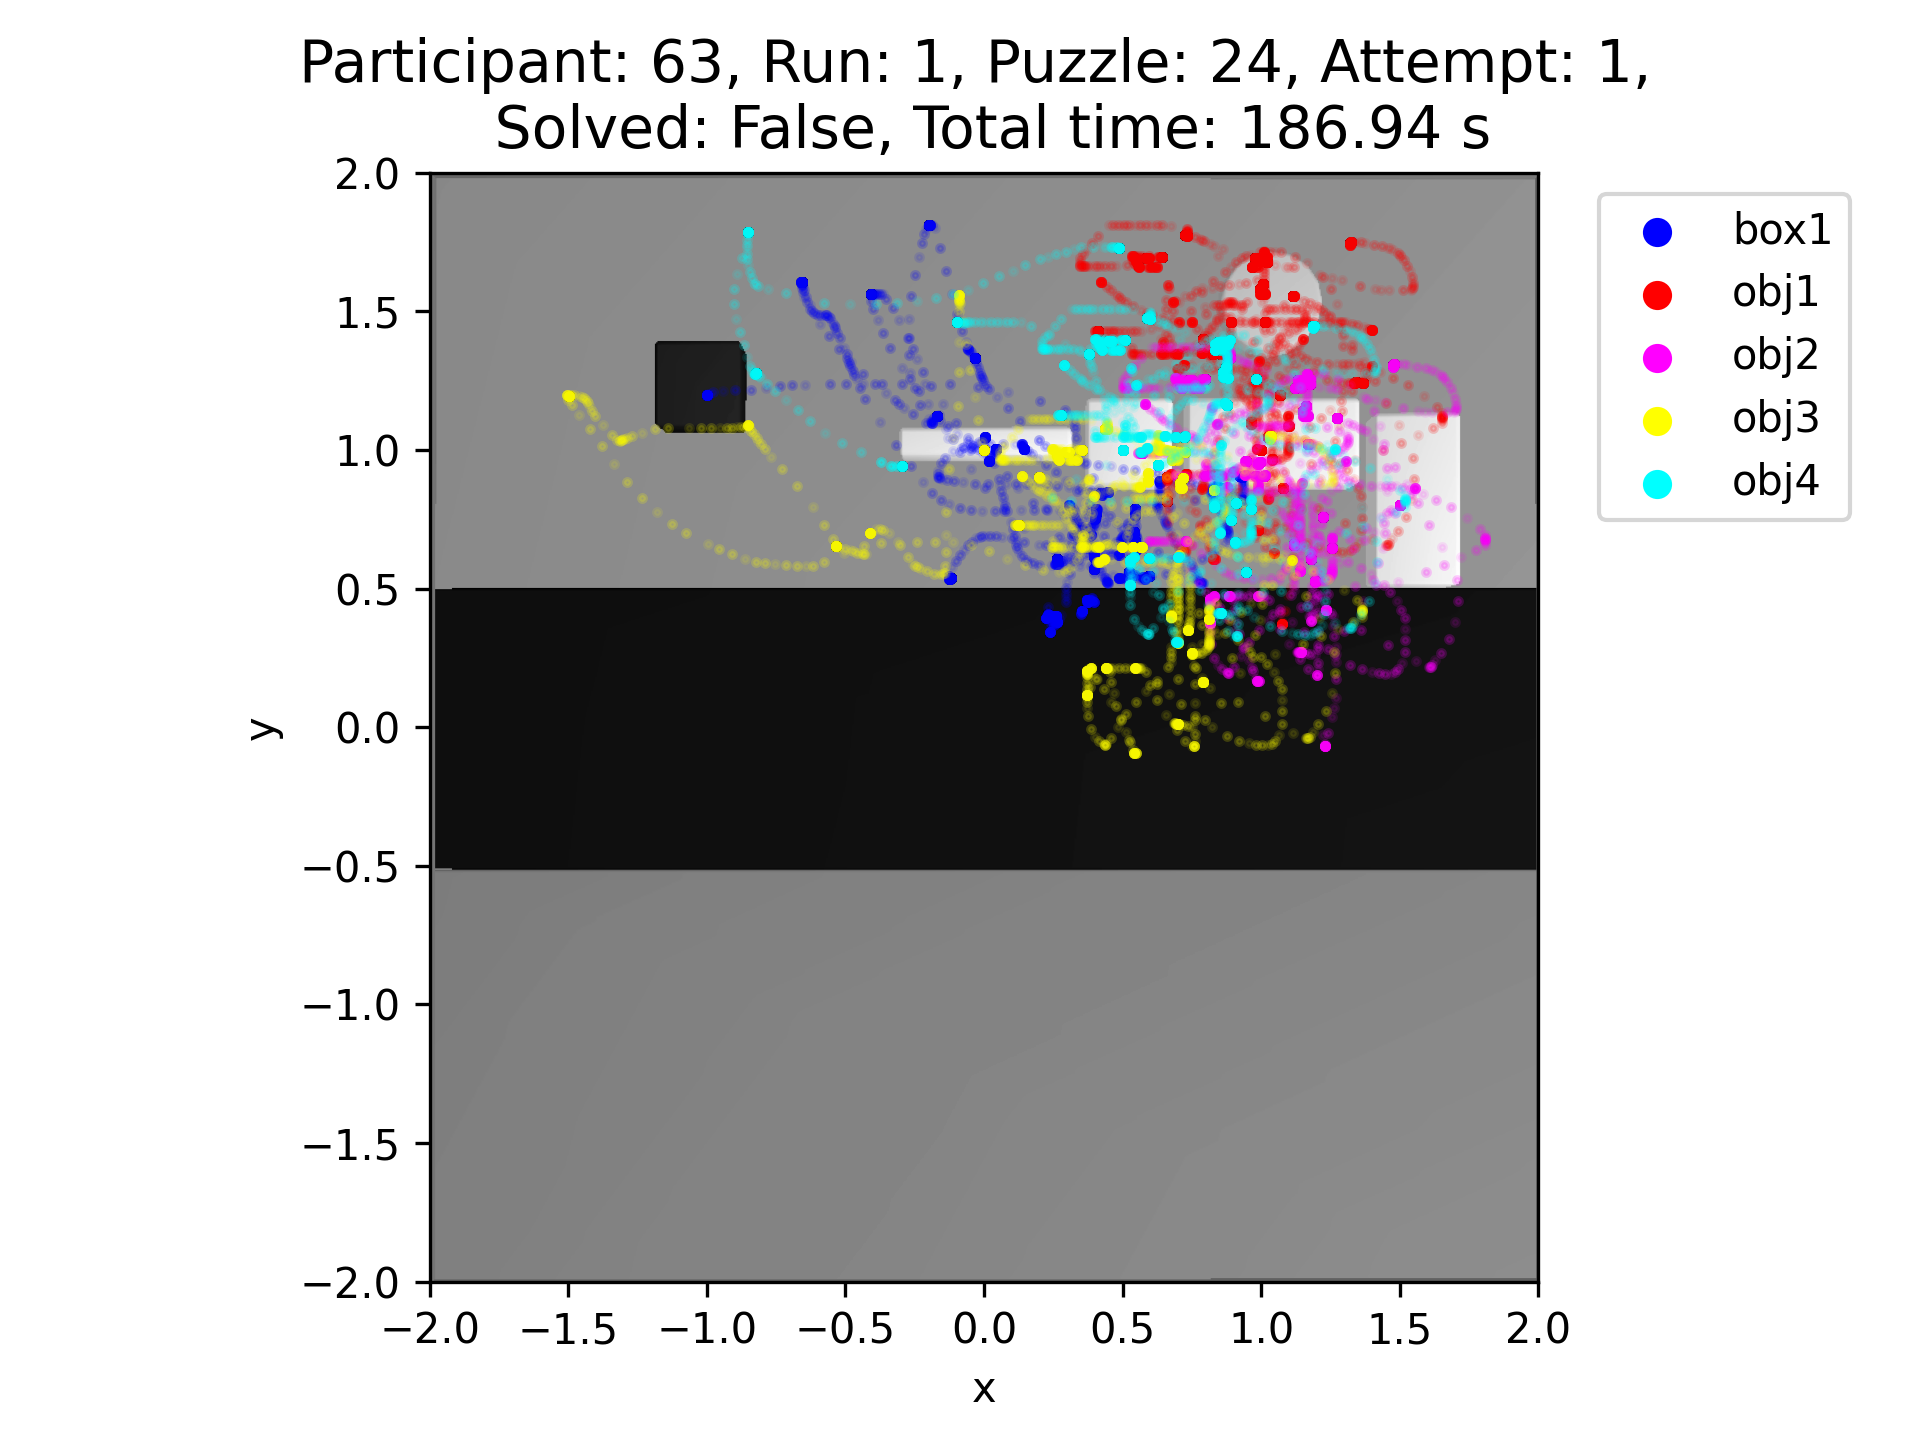 Participant: 63, Run: 1, Puzzle: 24, Attempt: 1,
Solved: False, Total time: 186.94 s
2.0
1.5
1.0
0.5
0.0
−0.5
−1.0
−1.5
−2.0
y
−2.0 −1.5 −1.0 −0.5 0.0 0.5 1.0 1.5 2.0
x
box1
obj1
obj2
obj3
obj4